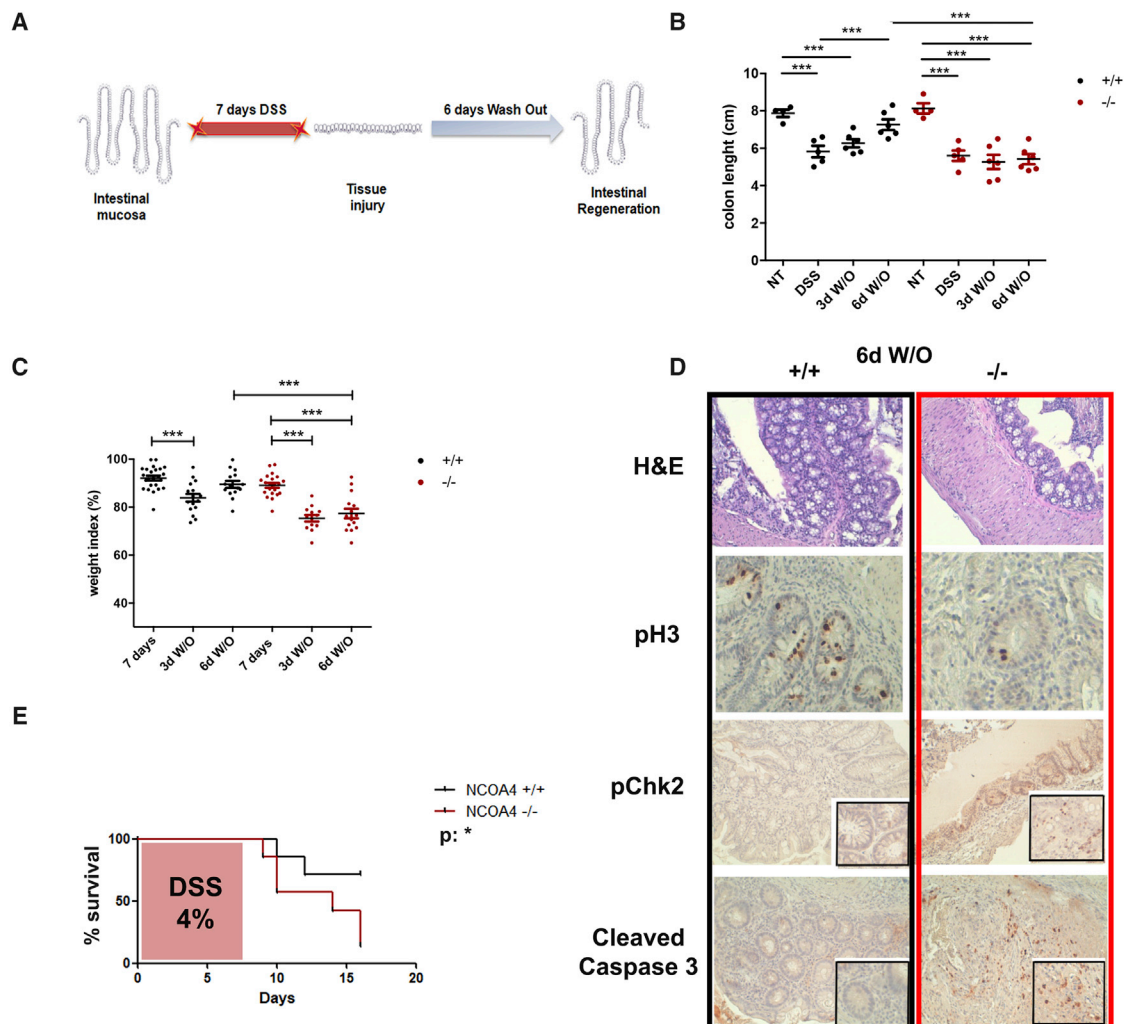 A
7 days DSS
6 days Wash Out
Intestinal
mucosa
Tissue
injury
Intestinal
Regeneration
B
***
***
***
***
***
***
***
***
+/+
-/-
colon lenght (cm)
10
8
6
4
2
0
NT
DSS
3d W/O
6d W/O
NT
DSS
3d W/O
6d W/O
C
***
***
***
***
+/+
-/-
weight index (%)
100
80
60
40
7 days
3d W/O
6d W/O
7 days
3d W/O
6d W/O
D
6d W/O
+/+
-/-
H&E
pH3
pChk2
Cleaved
Caspase 3
E
NCOA4 +/+
NCOA4 -/-
p: *
% survival
100
50
0
DSS
4%
0
5
10
15
20
Days